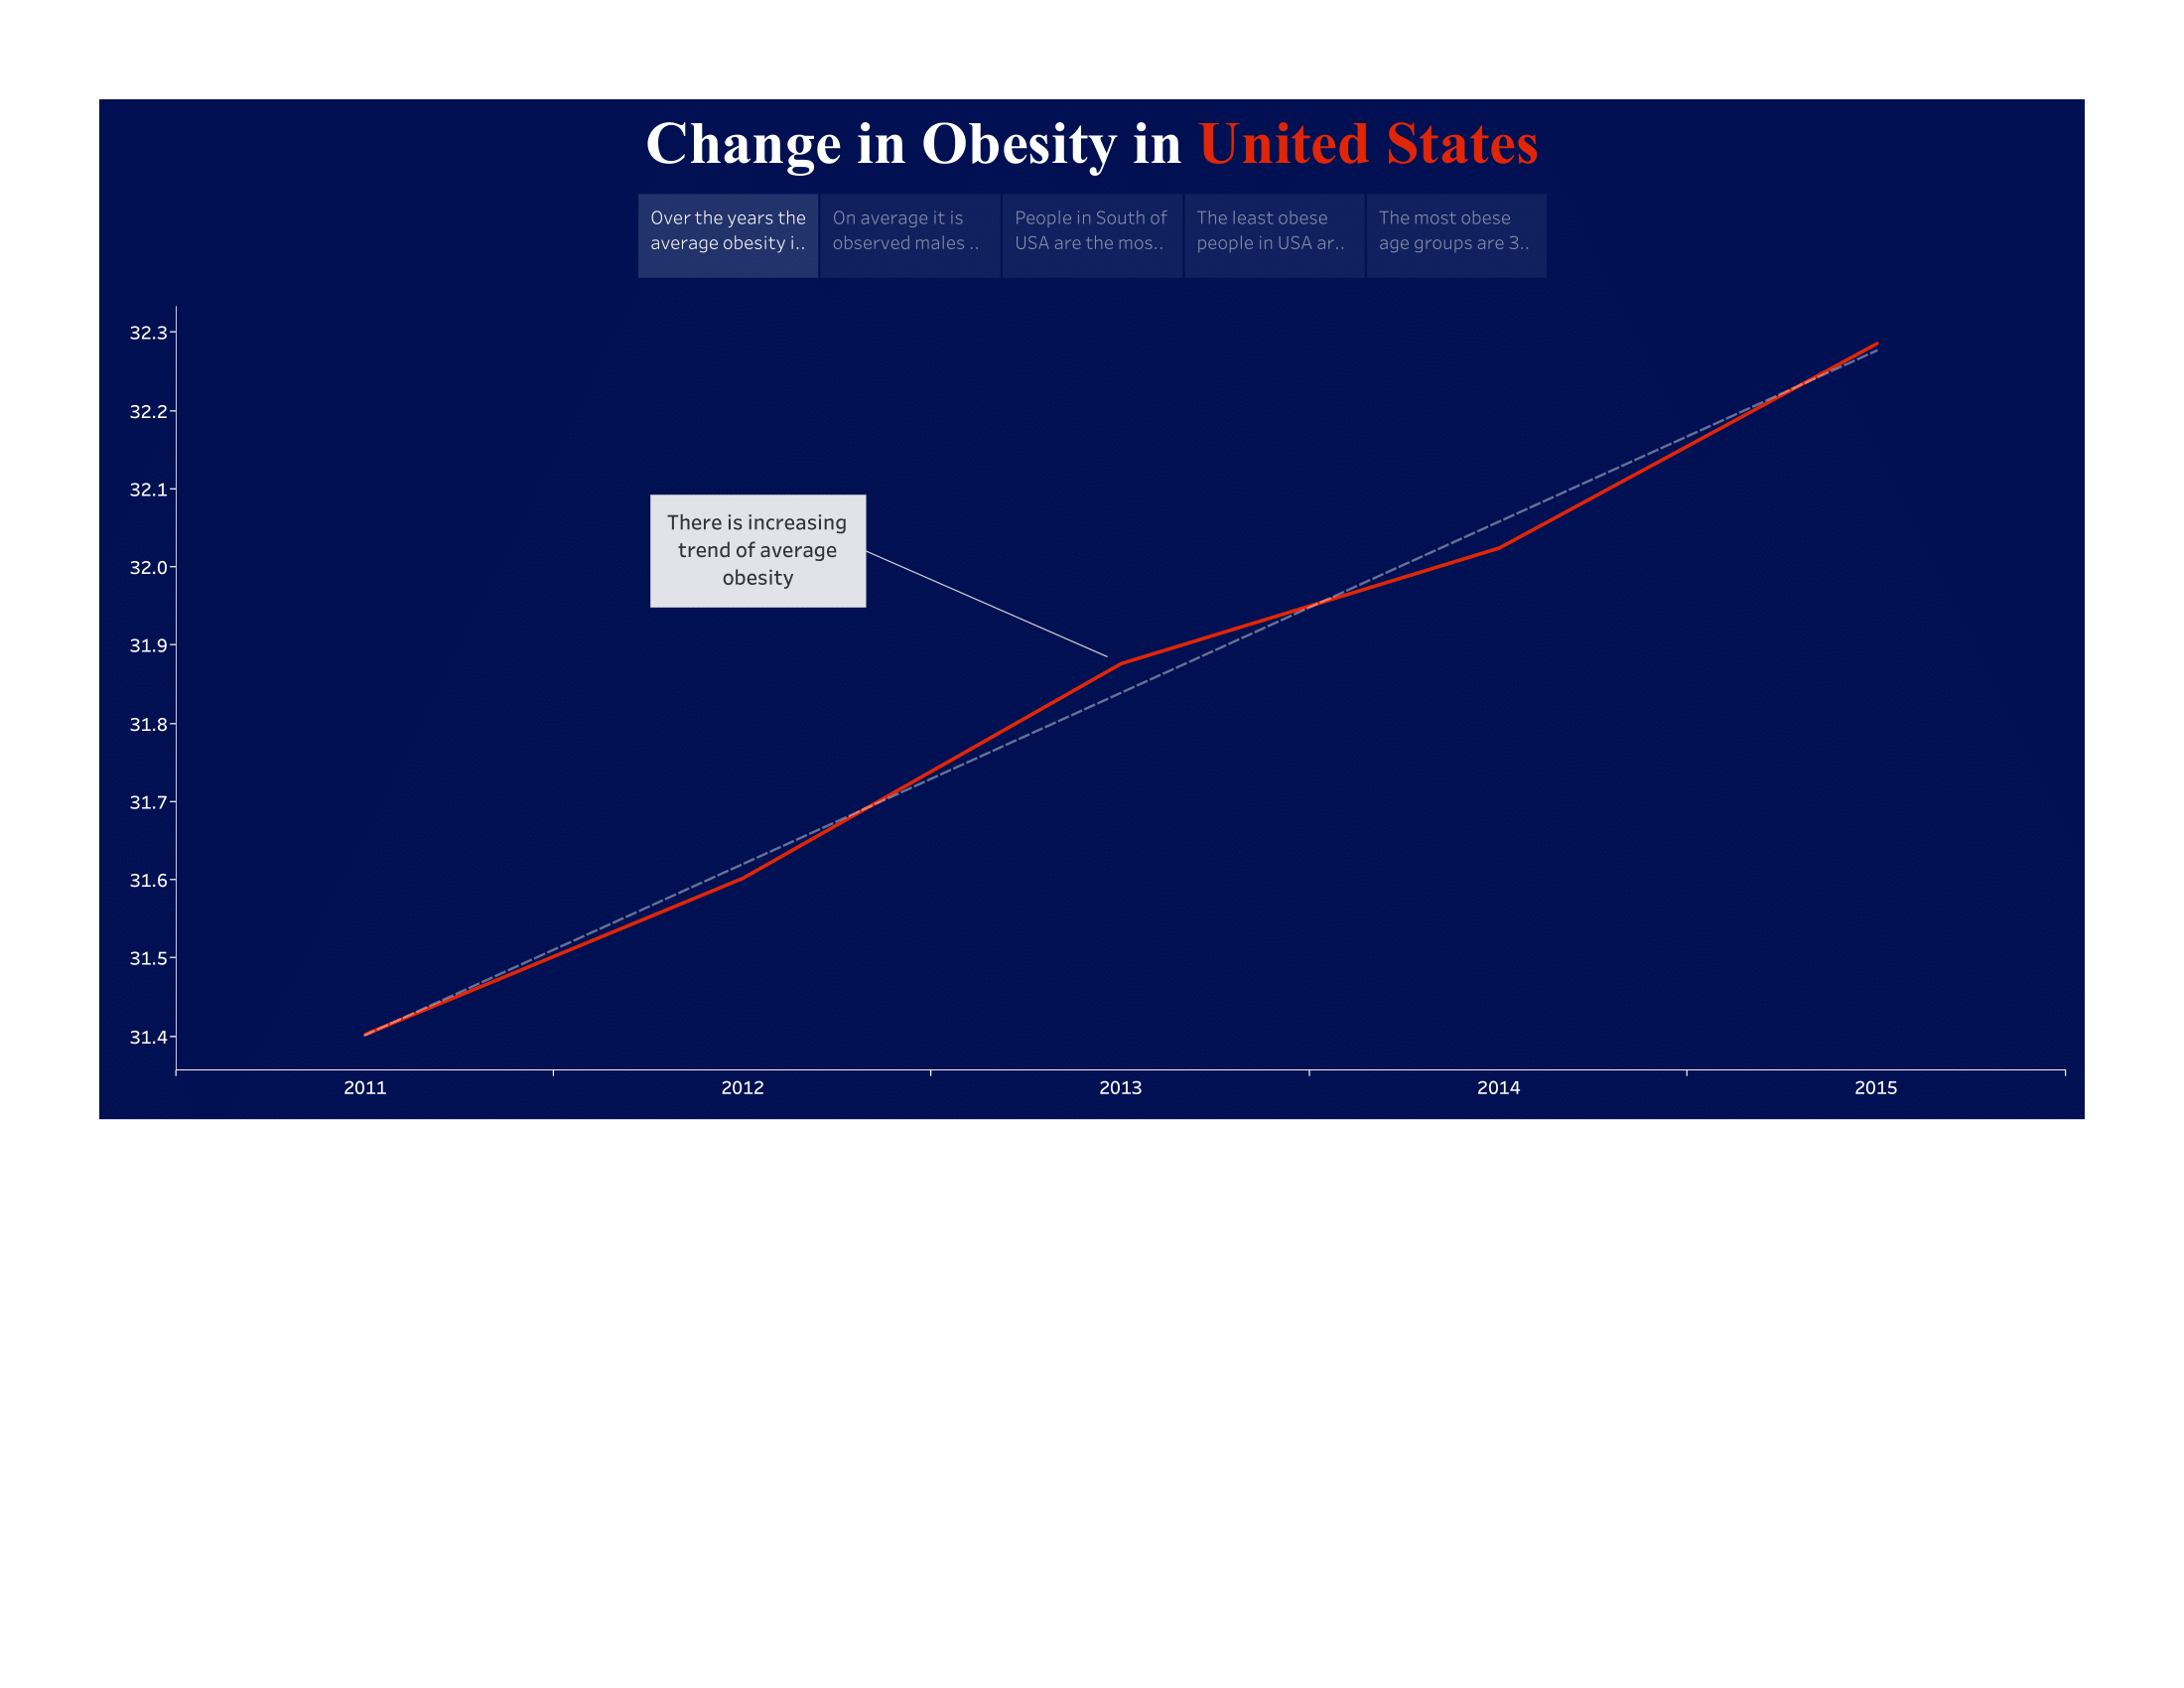 Change in Obesity in United States
Over the years the
average obesity i..
On average it is
observed males ..
People in South of
USA are the mos..
The least obese
people in USA ar..
The most obese
age groups are 3..
32.3
32.2
32.1
32.0
31.9
31.8
31.7
31.6
31.5
31.4
There is increasing
trend of average
obesity
2011 2012 2013 2014 2015